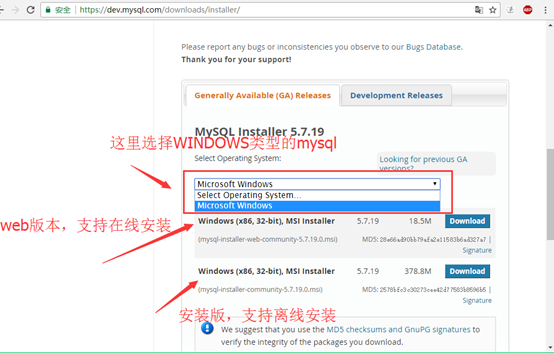 安全 https://dev.mysql.com/downloads/installer/
Please report any bugs or inconsistencies you observe to our Bugs Database.
Thank you for your support!
Generally Available (GA) Releases Development Releases
MySQL Installer 5.7.19
这里选择WINDOWS类型的mysql
Select Operating System:
Looking for previous GA versions?
Microsoft Windows
Select Operating System...
Microsoft Windows
web版本，支持在线安装
Windows (x86, 32-bit), MSI Installer 5.7.19 18.5M Download
(mysql-installer-web-community-5.7.19.0.msi) MD5: | Signature
Windows (x86, 32-bit), MSI Installer 5.7.19 378.8M Download
(mysql-installer-community-5.7.19.0.msi) MD5: | Signature
安装版，支持离线安装
We suggest that you use the MD5 checksums and GnuPG signatures to
verify the integrity of the packages you download.